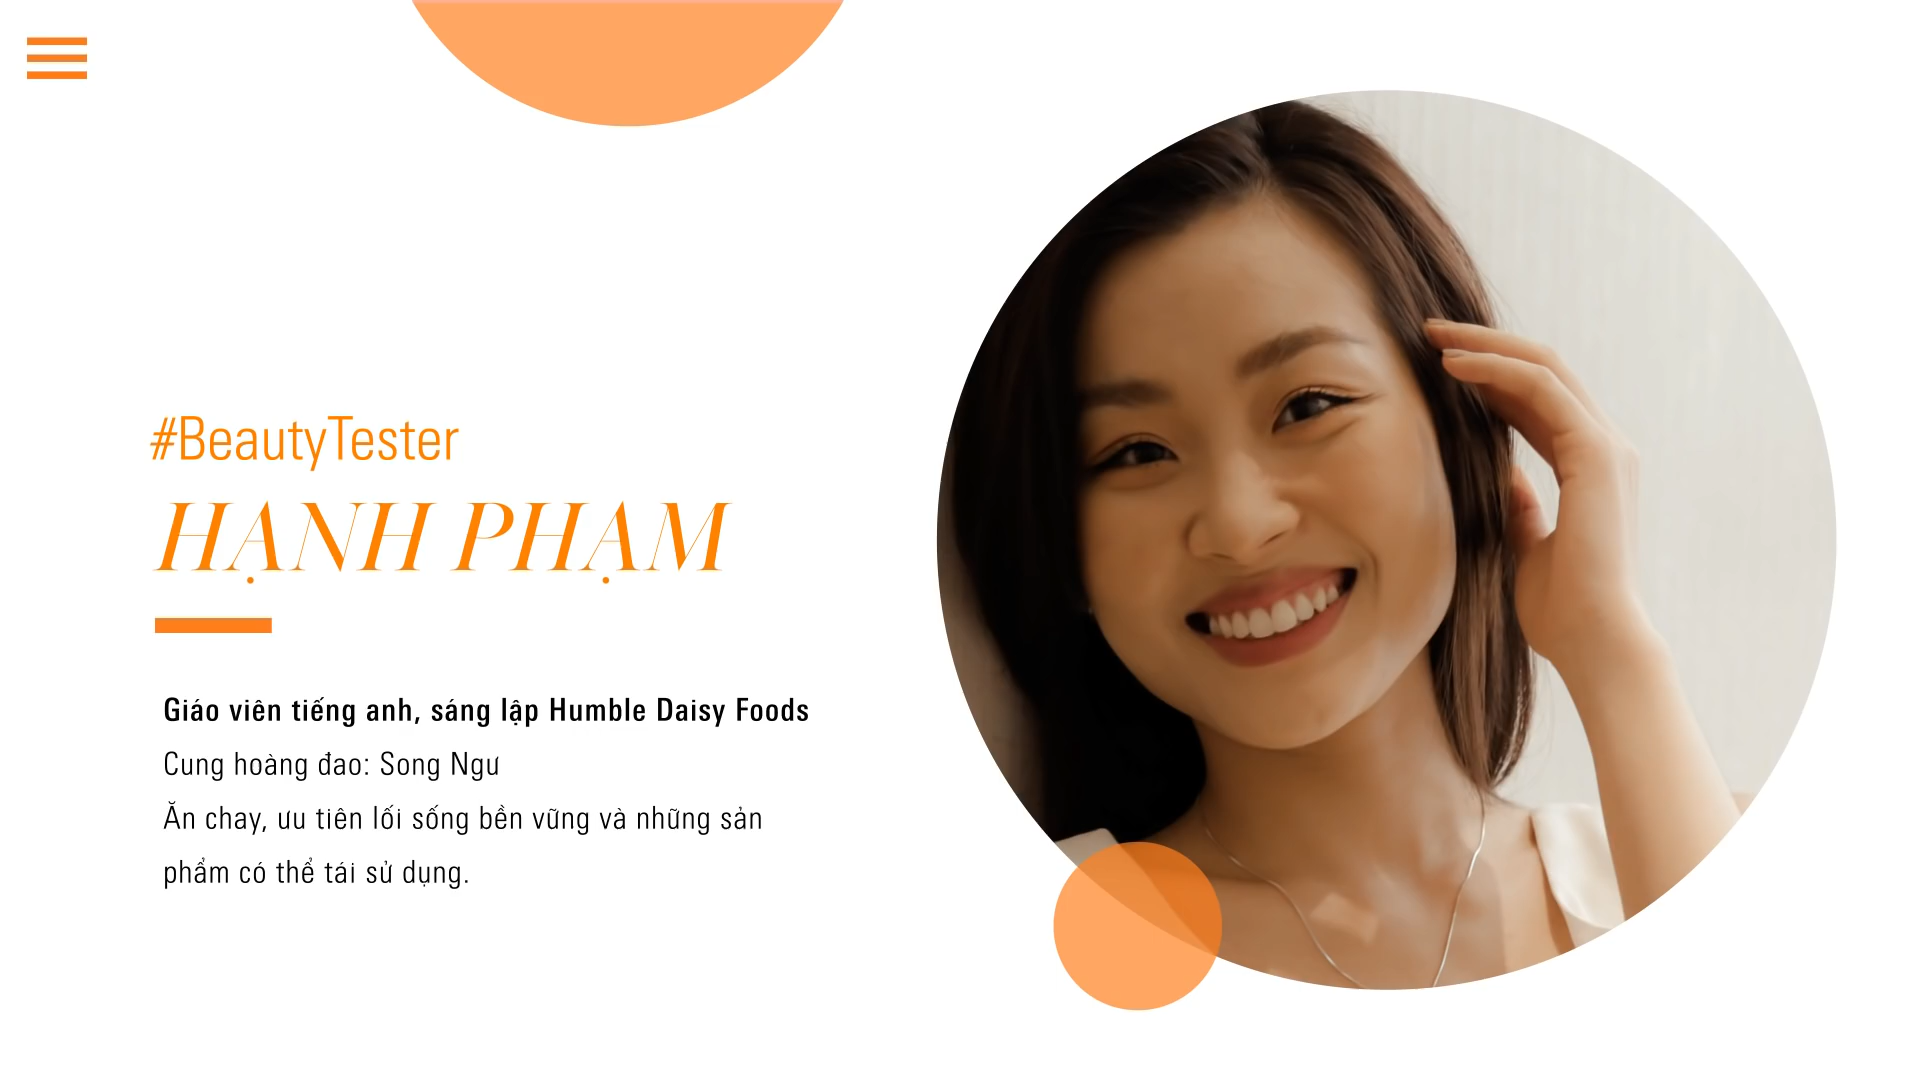 #BeautyTester
HẠNH PHẠM
Giáo viên tiếng anh, sáng lập Humble Daisy Foods
Cung hoàng đao: Song Ngư
Ăn chay, ưu tiên lối sống bền vững và những sản
phẩm có thể tái sử dụng.